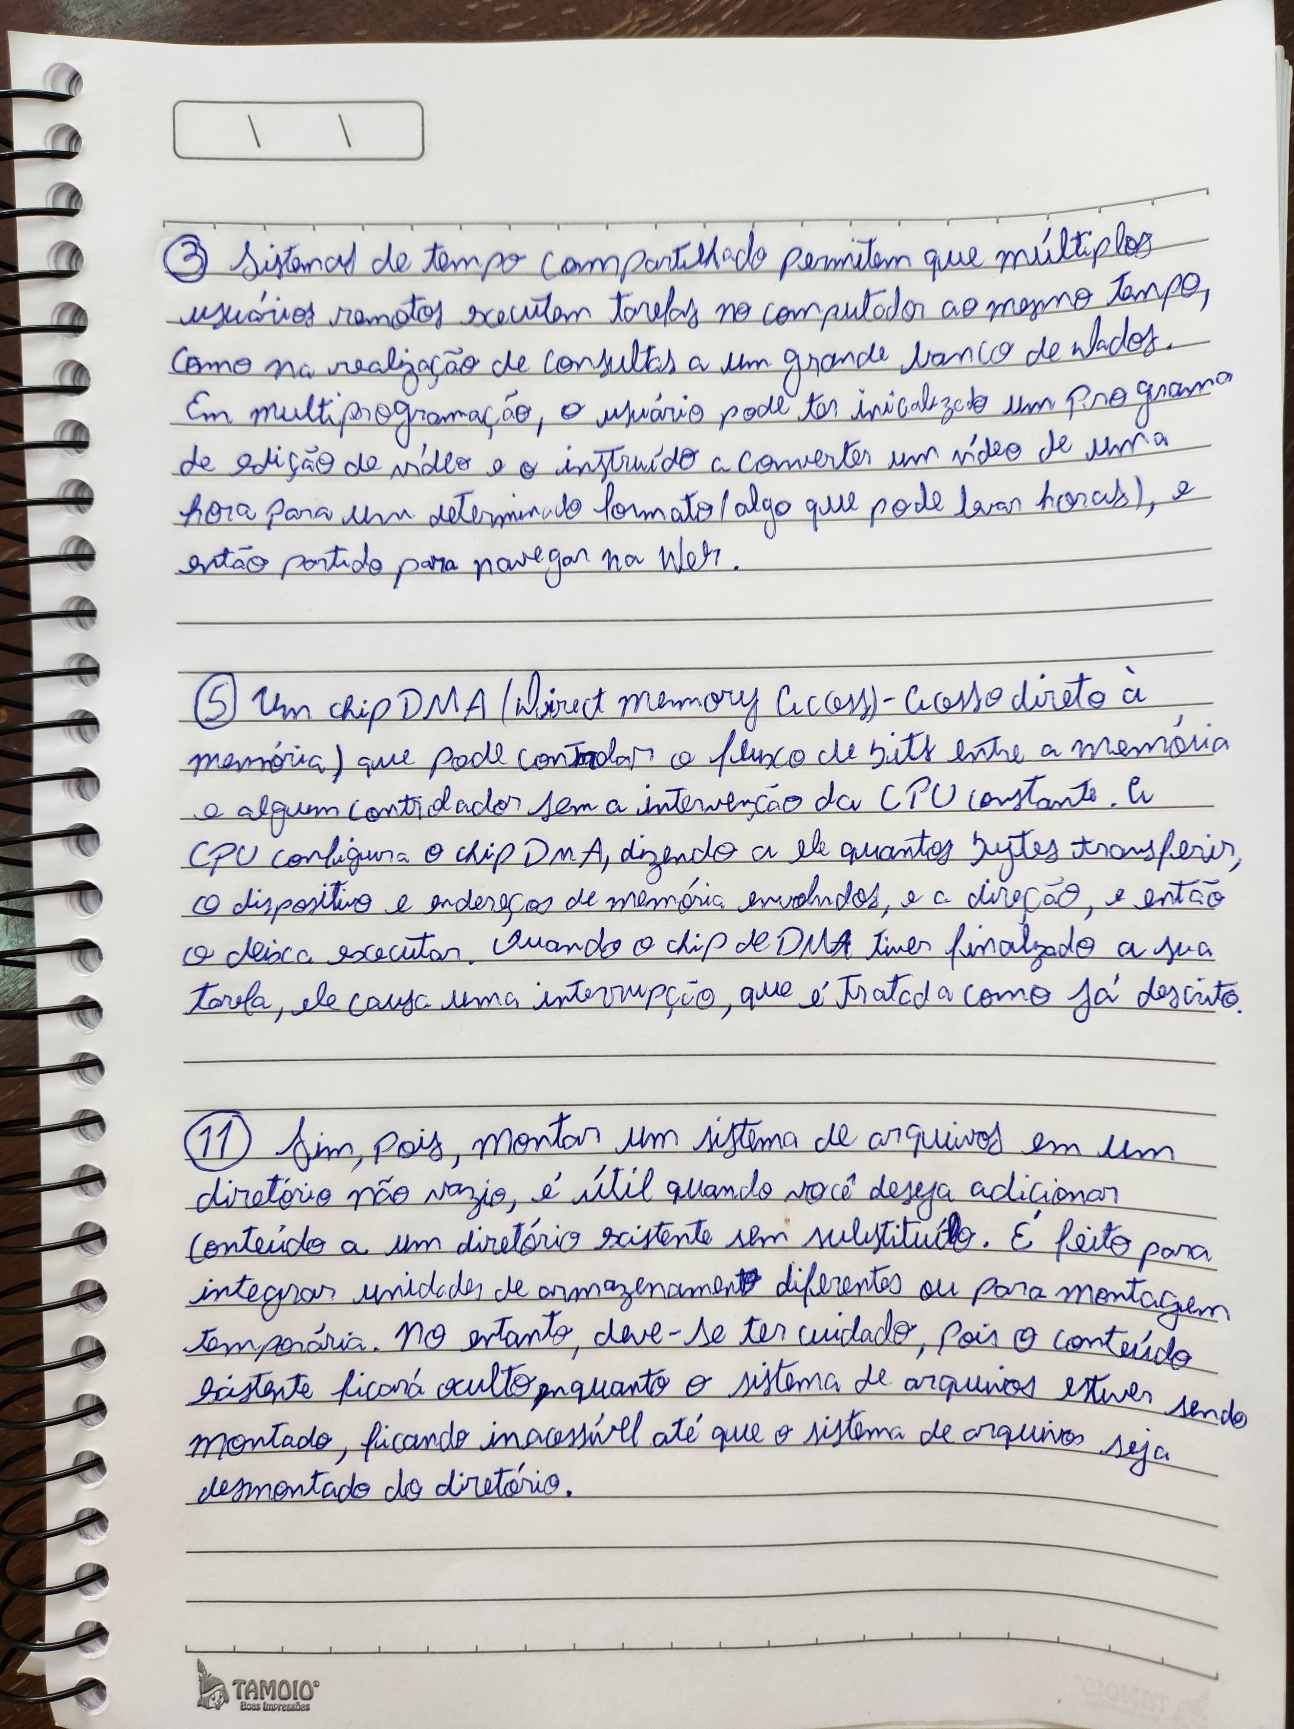 ③ Sistemas de tempo compartilhado permitem que múltiplos
usuários remotos executem tarefas no computador ao mesmo tempo,
como na realização de consultas a um grande banco de dados.
Em multiprogramação, o usuário pode ter inicializado um programa
de edição de vídeo e o instruído a converter um vídeo de uma
hora para um determinado formato (algo que pode levar horas), e
então partido para navegar na Web.
⑤ Um chip DMA (Direct memory Access)-Acesso direto à
memória) que pode controlar o fluxo de bits entre a memória
e algum controlador sem a intervenção da CPU constante. A
CPU configura o chip DMA, dizendo a ele quantos bytes transferir,
o dispositivo e endereços de memória envolvidos, e a direção, e então
o deixa executar. Quando o chip de DMA tiver finalizado a sua
tarefa, ele causa uma interrupção, que é tratada como já descrito.
⑪ Sim, pois, montar um sistema de arquivos em um
diretório não vazio, é útil quando você deseja adicionar
conteúdo a um diretório existente sem substituí-lo. É feito para
integrar unidades de armazenamento diferentes ou para montagem
temporária. No entanto, deve-se ter cuidado, pois o conteúdo
existente ficará oculto enquanto o sistema de arquivos estiver sendo
montado, ficando inacessível até que o sistema de arquivos seja
desmontado do diretório.
TAMOIO
Boas Impressões